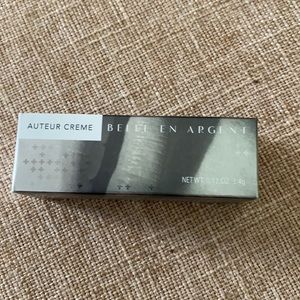 AUTEUR CREME
BELLE EN ARGENT
NET WT. 0.12 OZ 3.4g